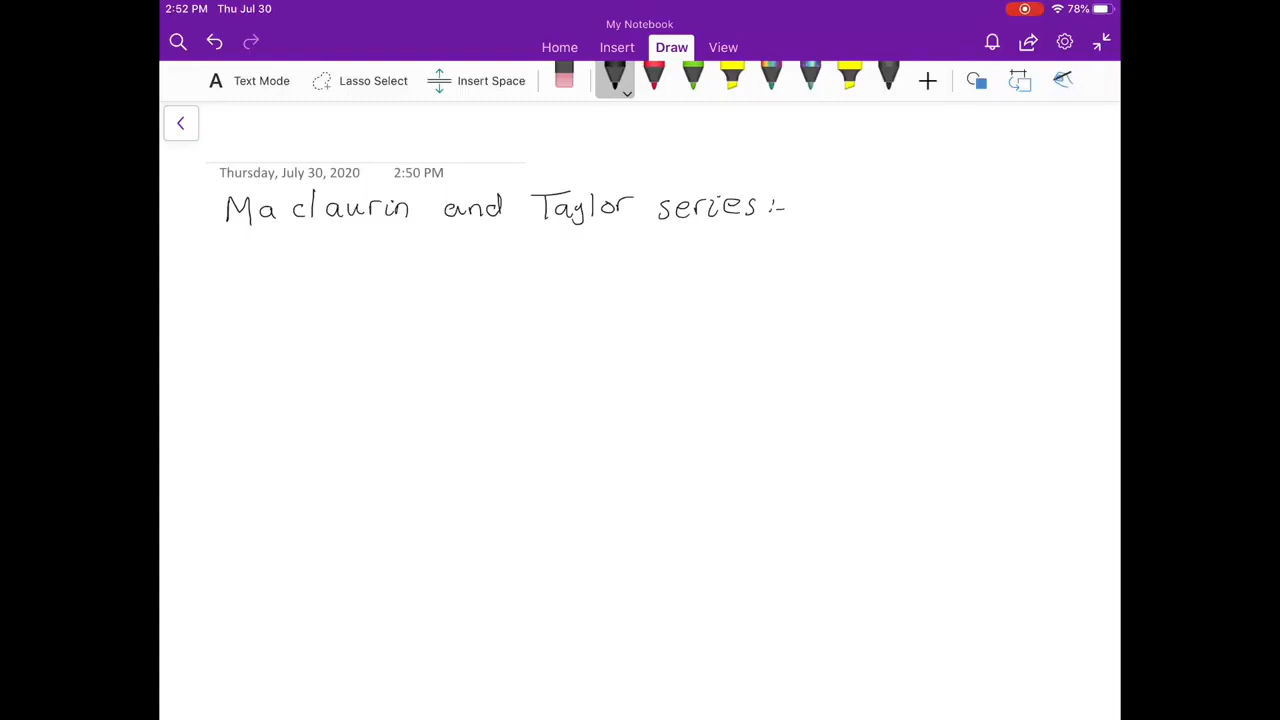 2:52 PM Thu Jul 30 78%
My Notebook
Home Insert Draw View
A Text Mode Lasso Select Insert Space
Thursday, July 30, 2020 2:50 PM
Maclaurin and Taylor series :-